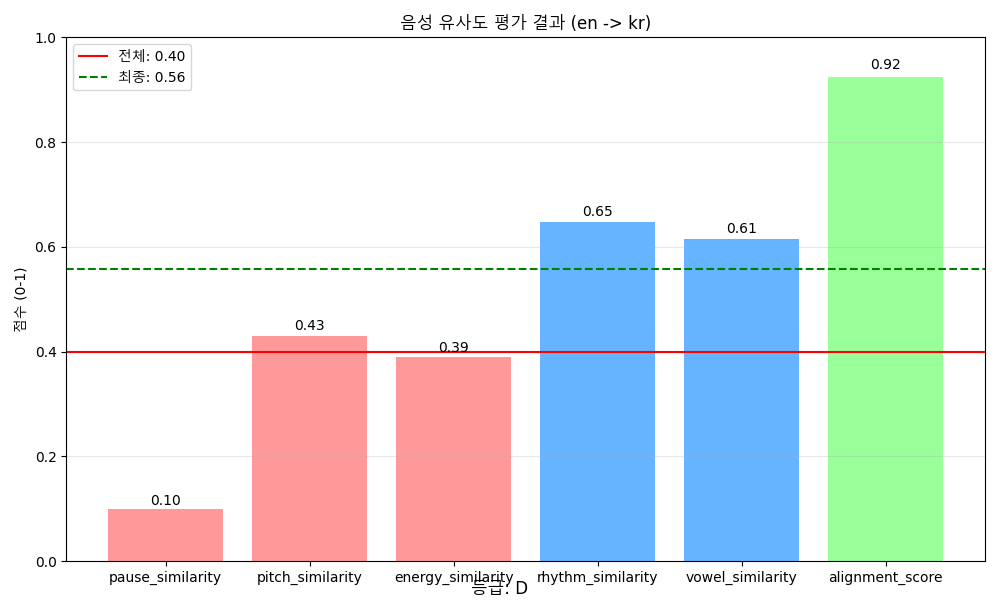 음성 유사도 평가 결과 (en -> kr)
전체: 0.40
최종: 0.56
점수 (0-1)
1.0
0.8
0.6
0.4
0.2
0.0
0.10
0.43
0.39
0.65
0.61
0.92
pause_similarity
pitch_similarity
energy_similarity
rhythm_similarity
vowel_similarity
alignment_score
등급: D